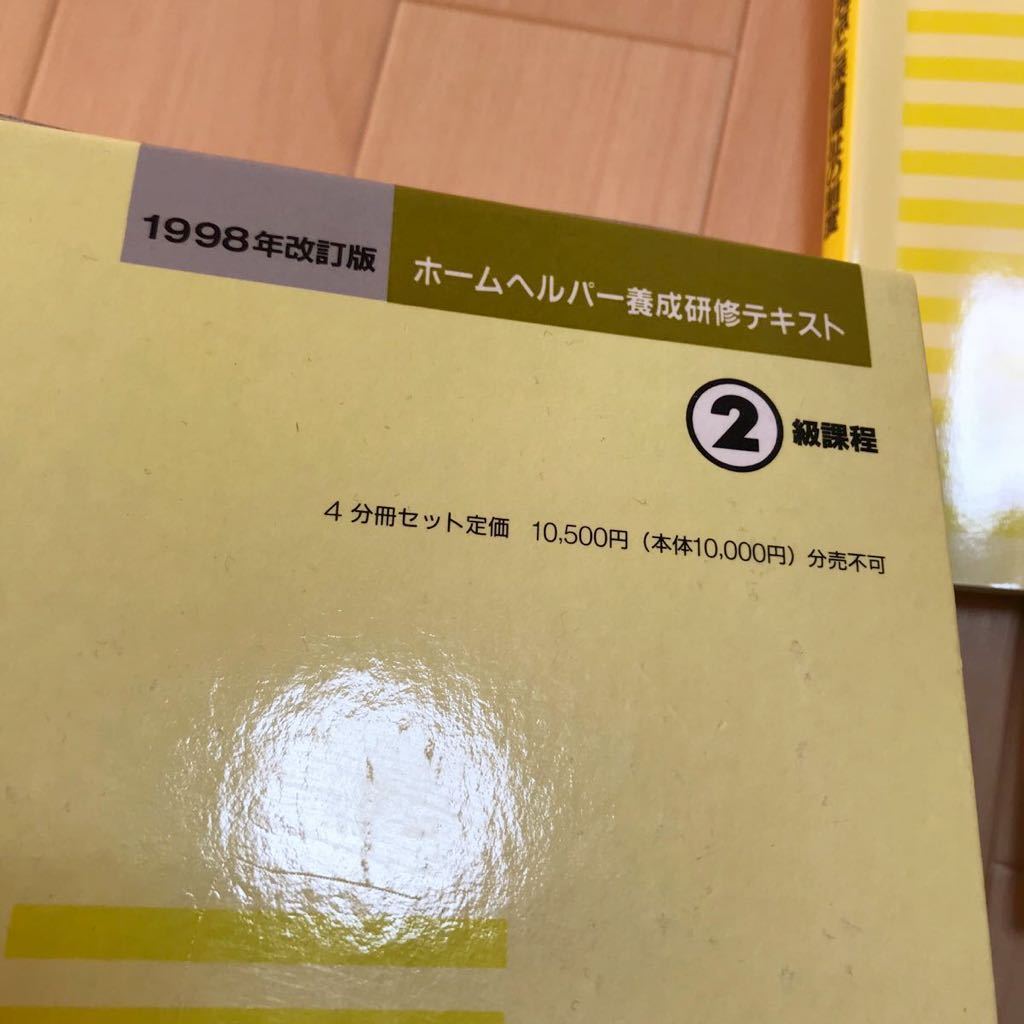 1998年改訂版 ホームヘルパー養成研修テキスト
2 級課程
4 分冊セット定価 10,500円（本体10,000円）分売不可